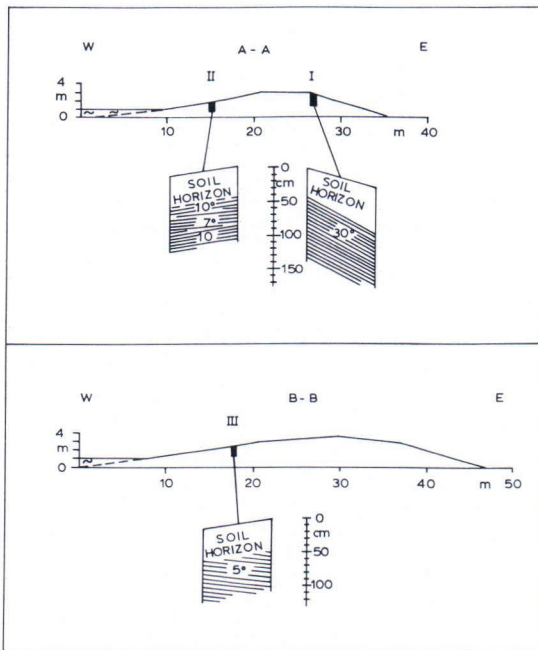 W A - A E
II I
4
m
0
10 20 30 m 40
SOIL
HORIZON
10°
7°
10
0
cm
50
100
150
SOIL
HORIZON
30°
W B - B E
III
4
m
0
10 20 30 40 m 50
SOIL
HORIZON
5°
0
cm
50
100